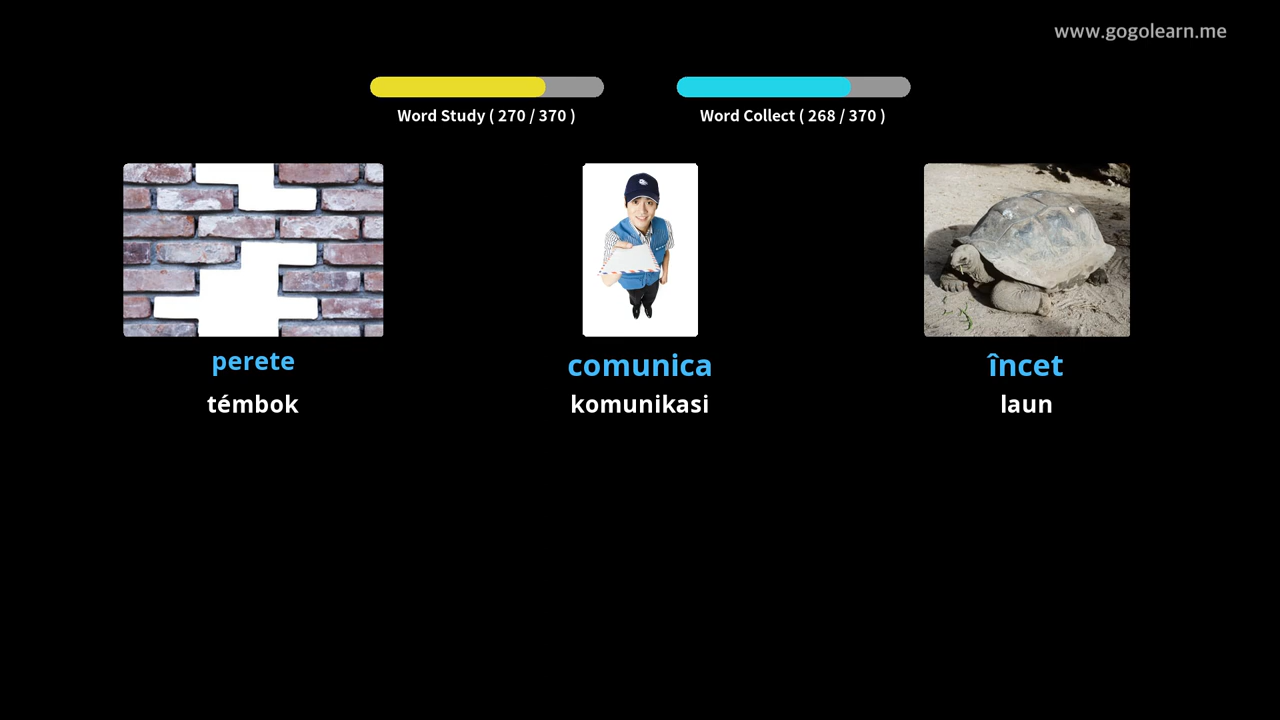 www.gogolearn.me
Word Study ( 270 / 370 )
Word Collect ( 268 / 370 )
perete
témbok
comunica
komunikasi
încet
laun